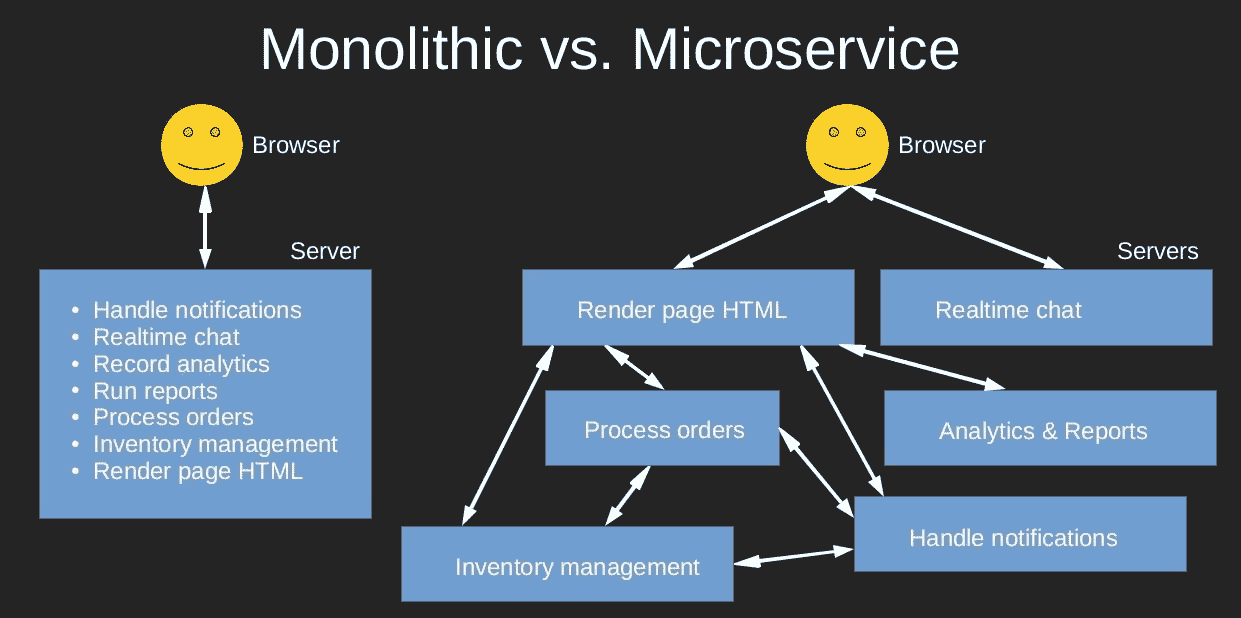 Monolithic vs. Microservice
Browser
Server
• Handle notifications
• Realtime chat
• Record analytics
• Run reports
• Process orders
• Inventory management
• Render page HTML
Browser
Servers
Render page HTML
Realtime chat
Process orders
Analytics & Reports
Inventory management
Handle notifications